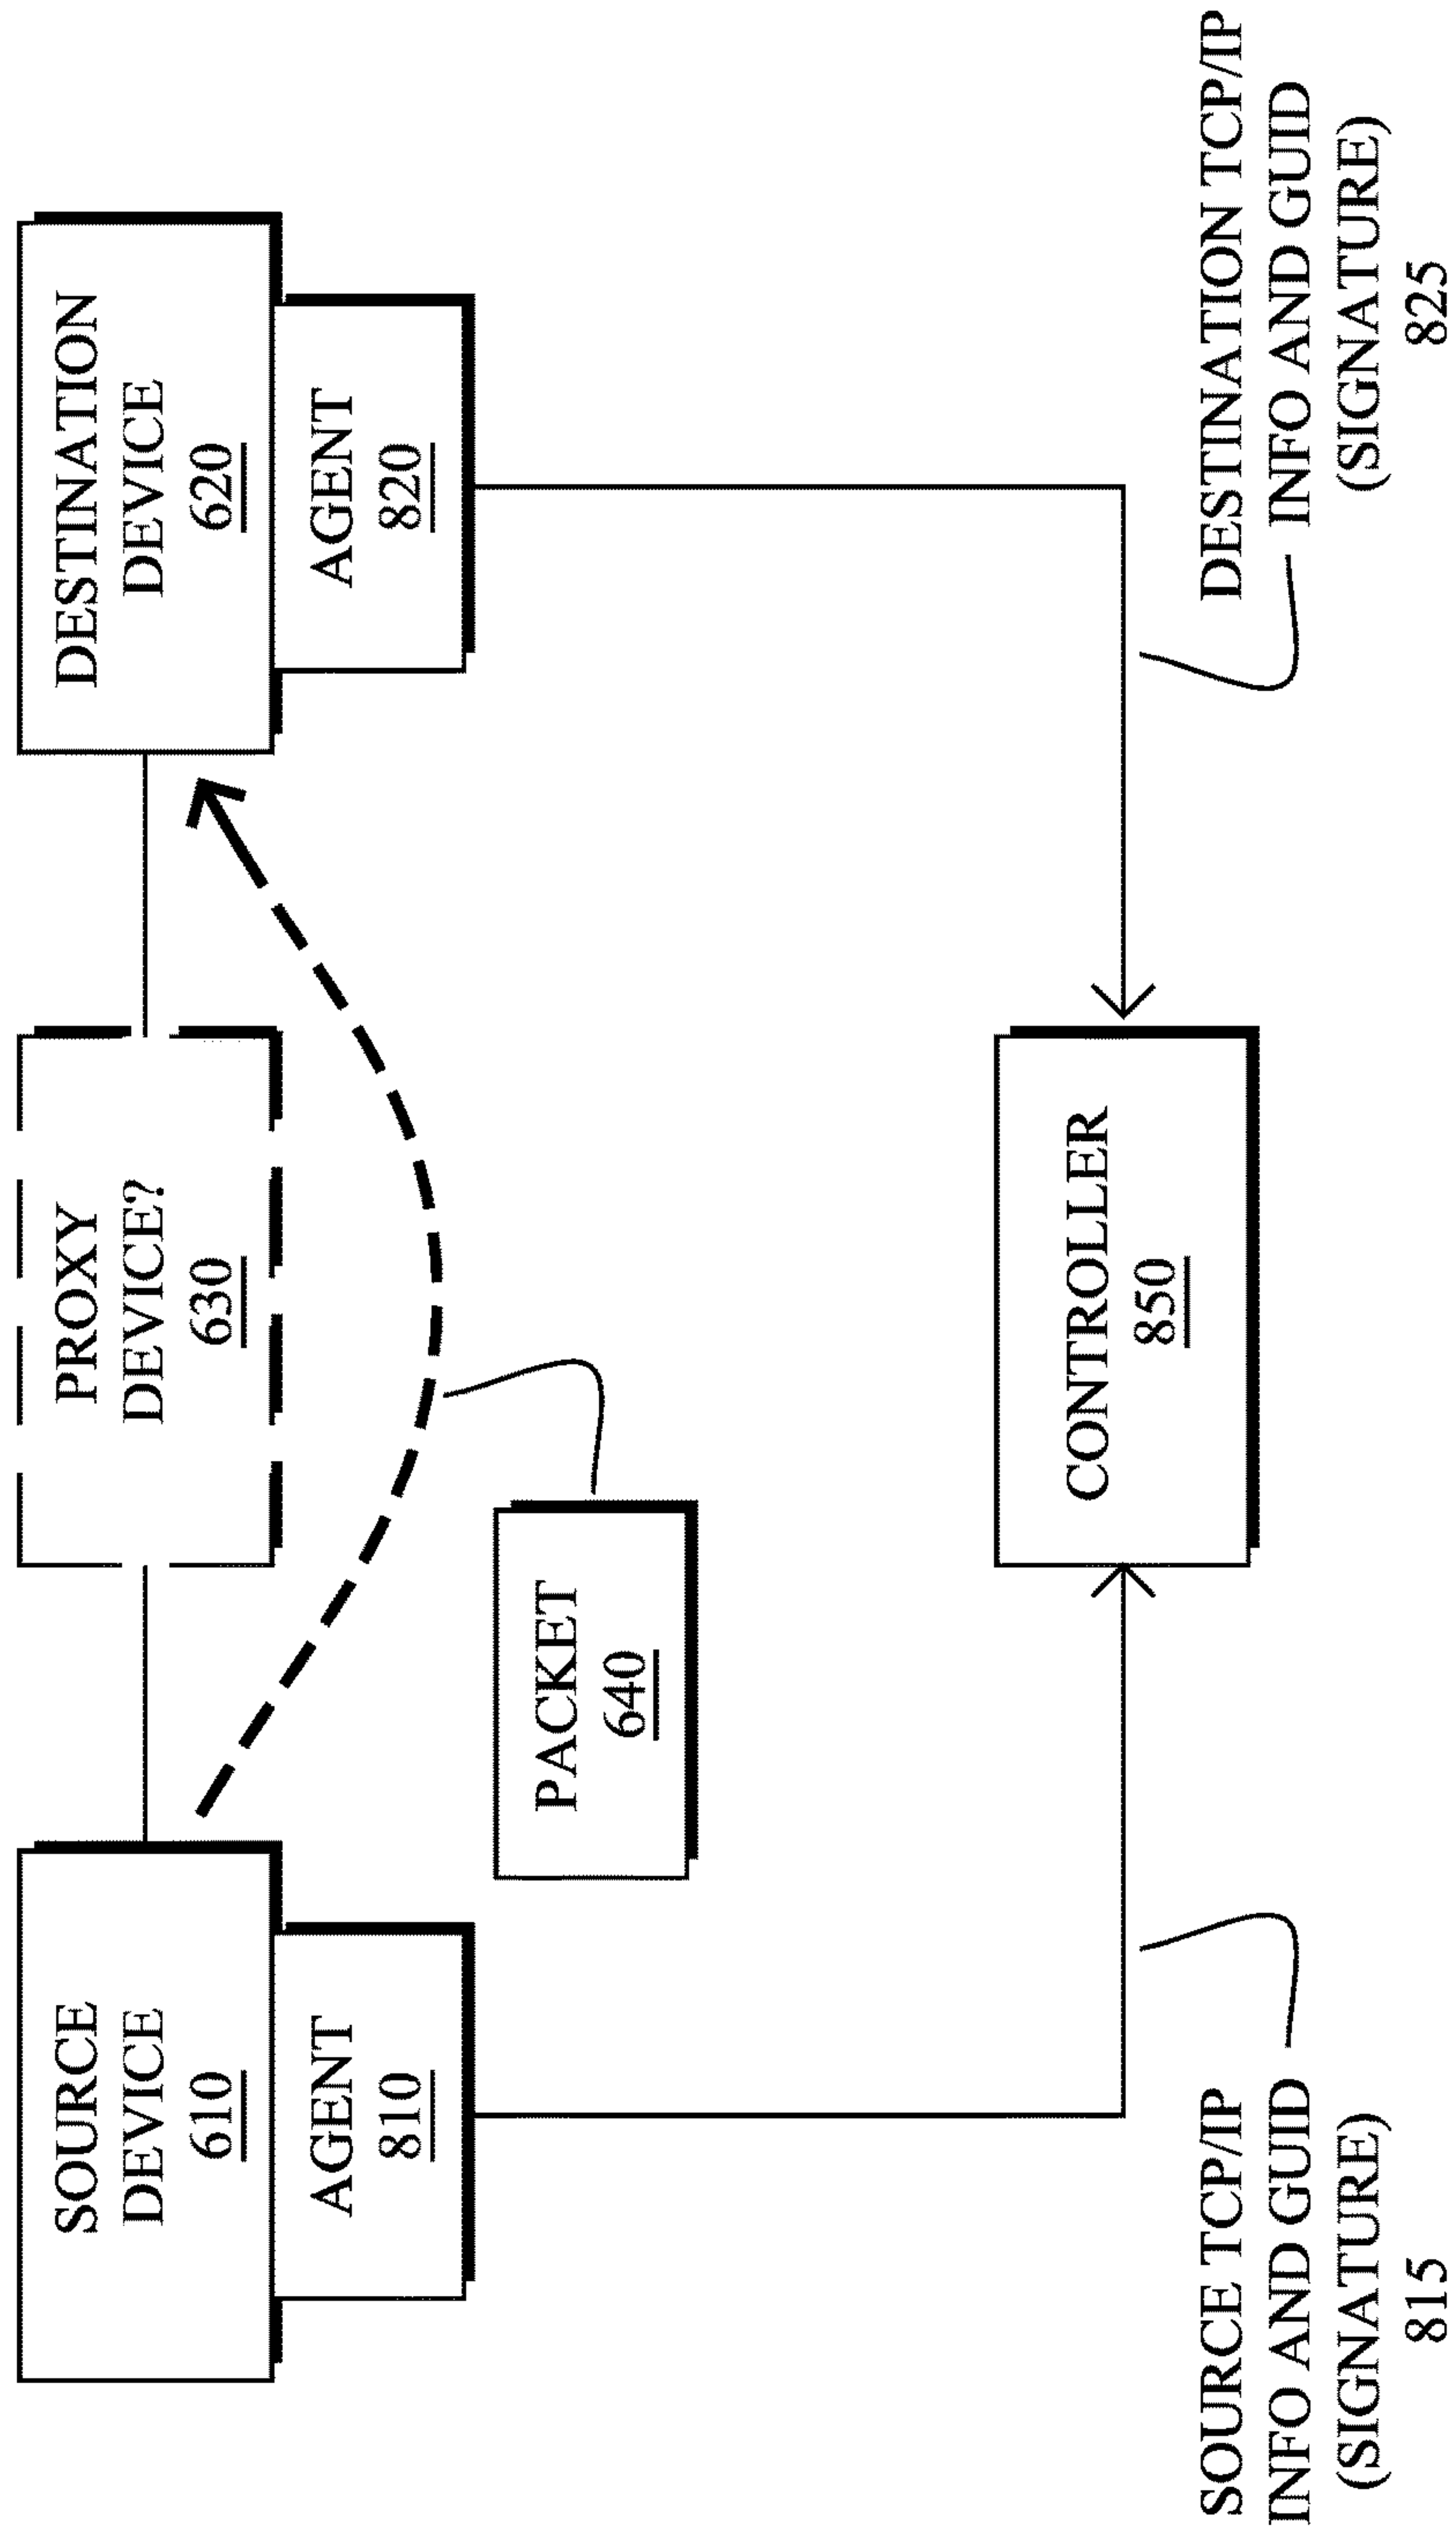 SOURCE
DEVICE
610
AGENT
810
PROXY
DEVICE?
630
DESTINATION
DEVICE
620
AGENT
820
PACKET
640
CONTROLLER
850
SOURCE TCP/IP
INFO AND GUID
(SIGNATURE)
815
DESTINATION TCP/IP
INFO AND GUID
(SIGNATURE)
825